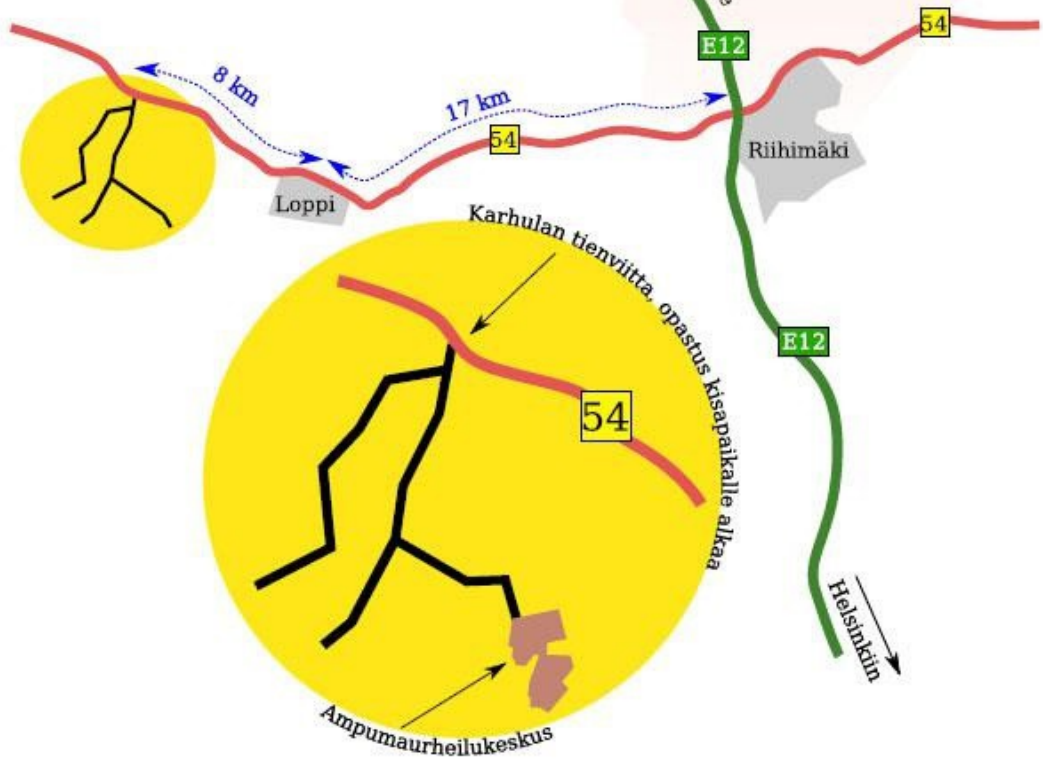 54
E12
8 km
17 km
54
Riihimäki
Loppi
Karhulan tienviitta, opastus kisapaikalle alkaa
E12
54
Helsinkiin
Ampumaurheilukeskus